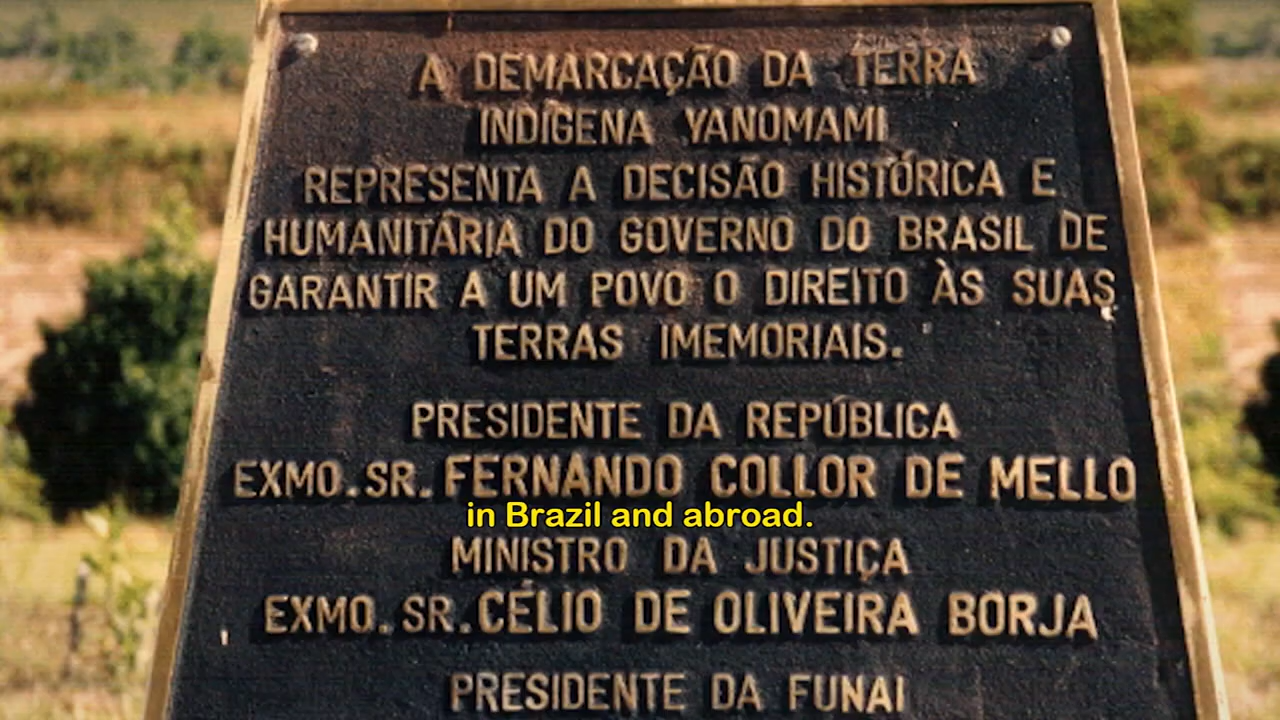 A DEMARCAÇÃO DA TERRA
INDÍGENA YANOMAMI
REPRESENTA A DECISÃO HISTÓRICA E
HUMANITÁRIA DO GOVERNO DO BRASIL DE
GARANTIR A UM POVO O DIREITO ÀS SUAS
TERRAS IMEMORIAIS.
PRESIDENTE DA REPÚBLICA
EXMO.SR. FERNANDO COLLOR DE MELLO
in Brazil and abroad.
MINISTRO DA JUSTIÇA
EXMO.SR. CÉLIO DE OLIVEIRA BORJA
PRESIDENTE DA FUNAI